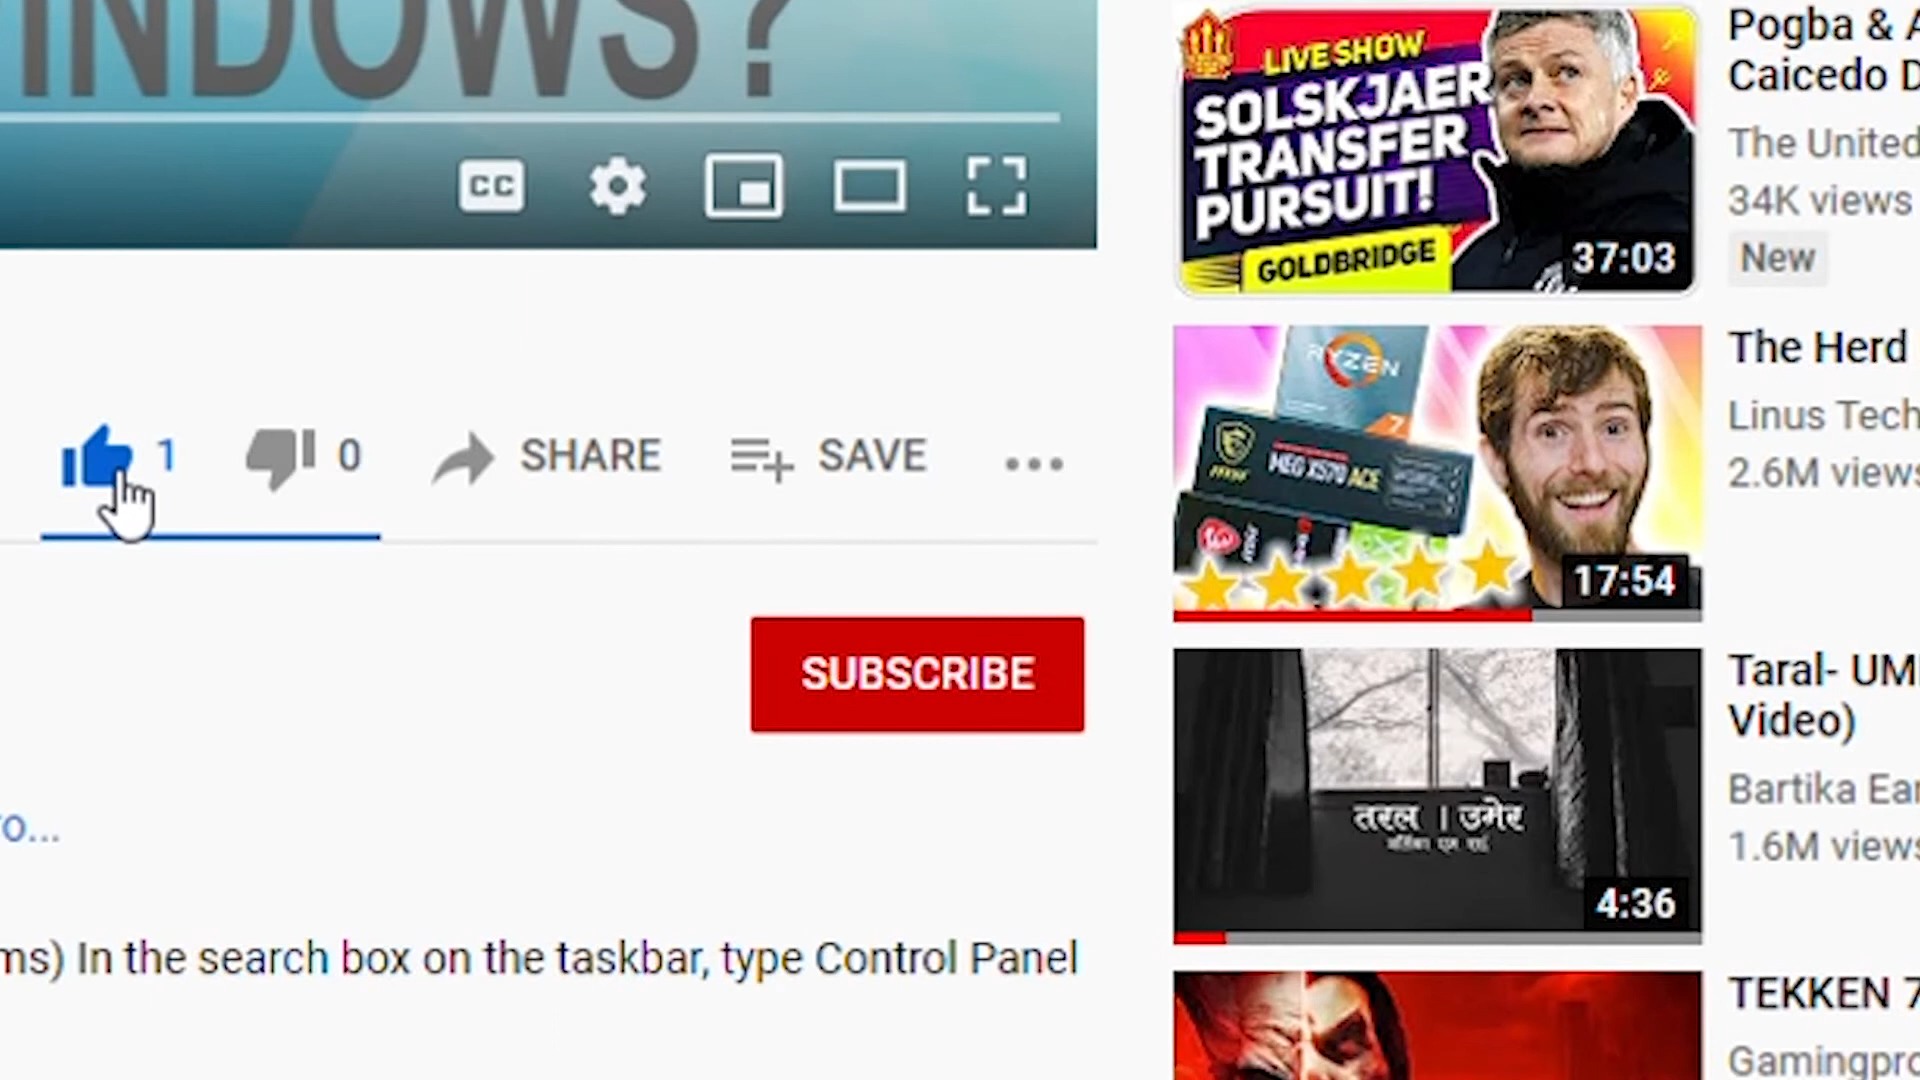 INDOWS?
CC
1
0
SHARE
SAVE
SUBSCRIBE
o...
ms) In the search box on the taskbar, type Control Panel
LIVE SHOW
SOLSKJAER
TRANSFER
PURSUIT!
GOLDBRIDGE
37:03
Pogba & A
Caicedo D
The United
34K views
New
RYZEN
7
MEG X570 ACE
17:54
The Herd
Linus Tech
2.6M views
तरल | उमेर
4:36
Taral- UM
Video)
Bartika Ea
1.6M views
TEKKEN 7
Gamingpro